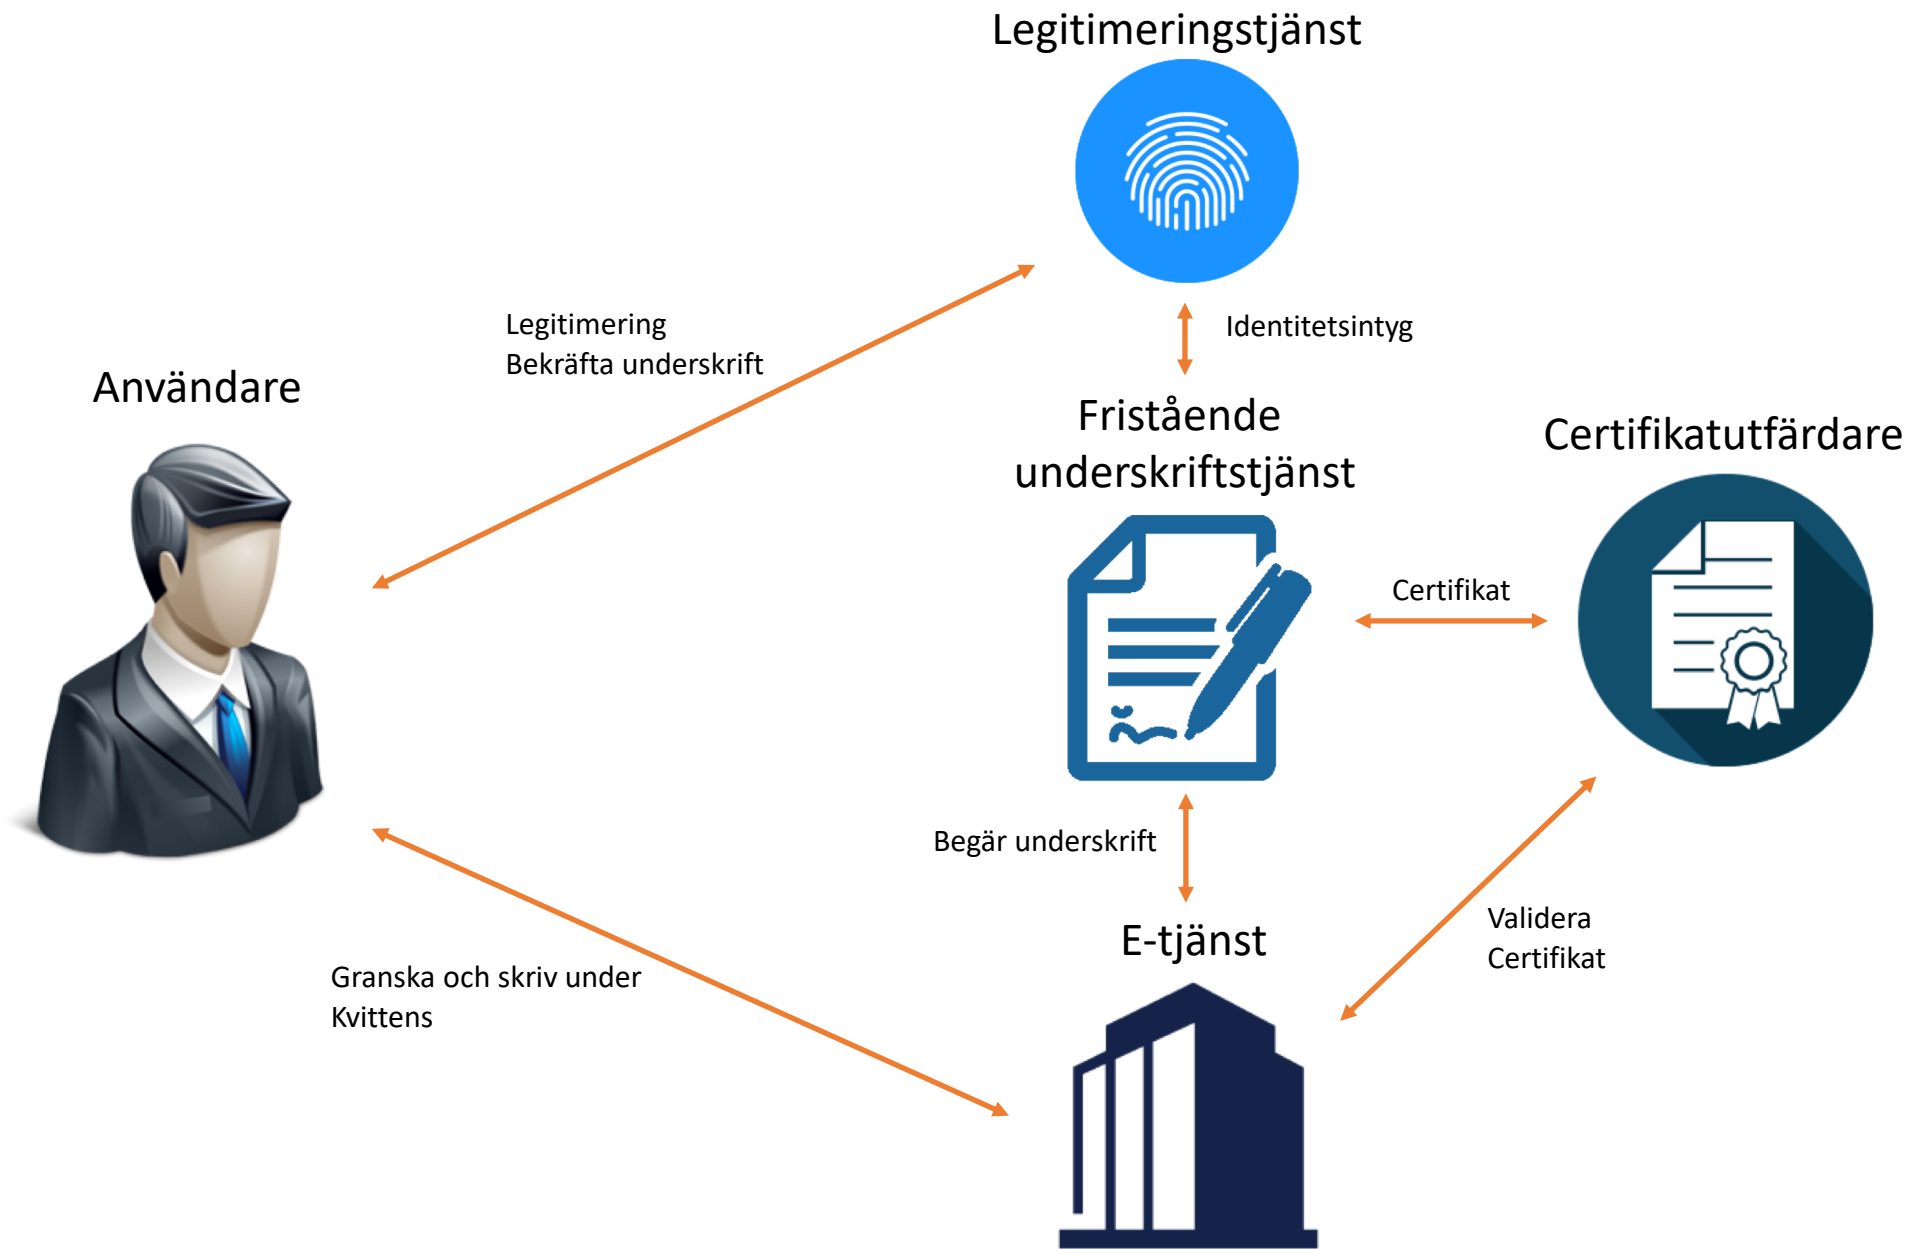 Legitimeringstjänst
Legitimering
Bekräfta underskrift
Identitetsintyg
Användare
Fristående
underskriftstjänst
Certifikatutfärdare
Certifikat
Begär underskrift
E-tjänst
Validera
Certifikat
Granska och skriv under
Kvittens